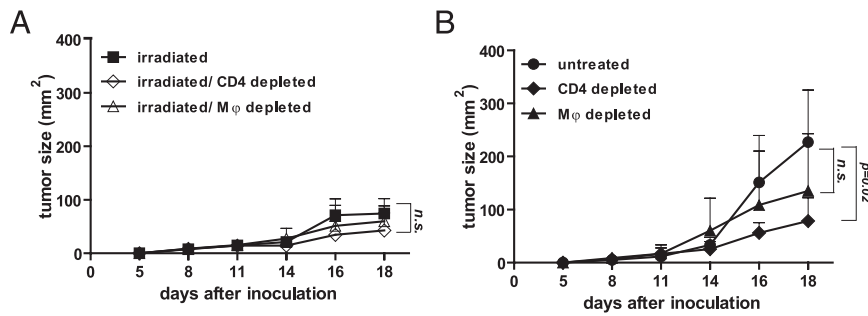 A
irradiated
irradiated/ CD4 depleted
irradiated/ Mφ depleted
tumor size (mm²)
400
300
200
100
0
0 5 8 11 14 16 18
days after inoculation
n.s.
B
untreated
CD4 depleted
Mφ depleted
tumor size (mm²)
400
300
200
100
0
0 5 8 11 14 16 18
days after inoculation
n.s.
p=0.02